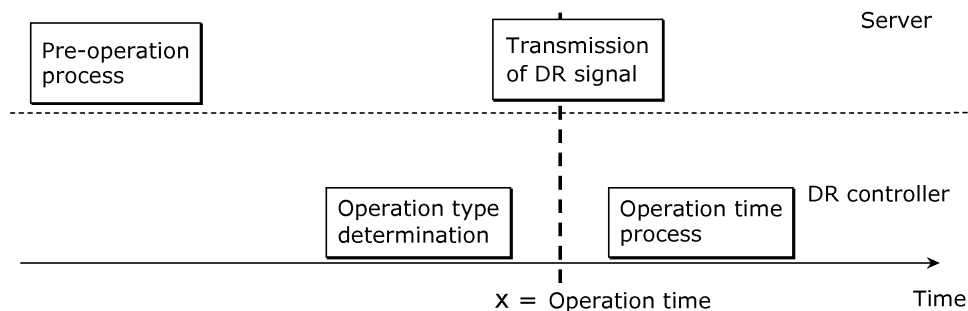 Server
Pre-operation
process
Transmission
of DR signal
DR controller
Operation type
determination
Operation time
process
x = Operation time
Time